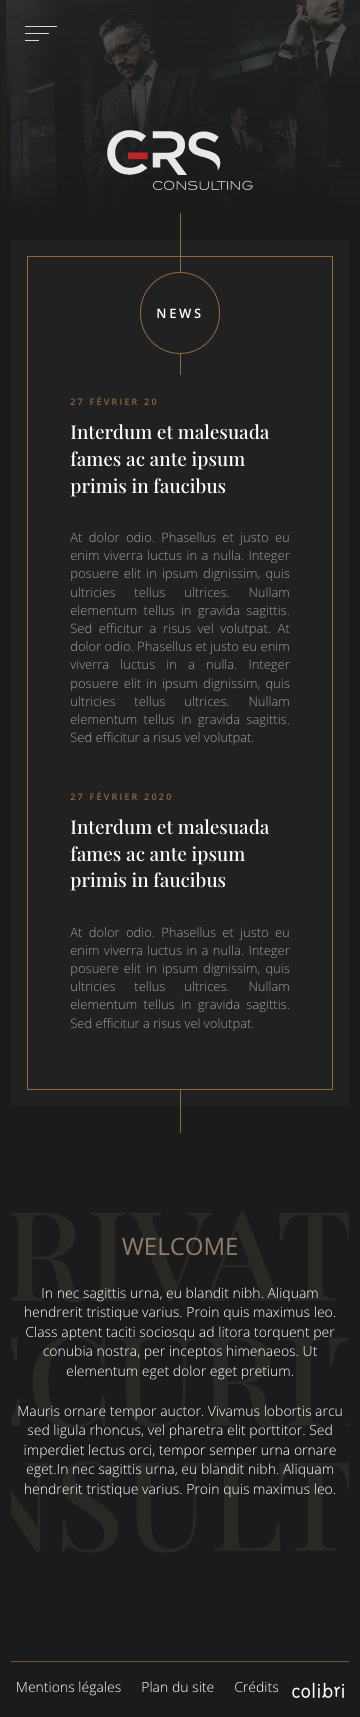 CRS
CONSULTING
NEWS
27 FÉVRIER 20
Interdum et malesuada
fames ac ante ipsum
primis in faucibus
At dolor odio. Phasellus et justo eu
enim viverra luctus in a nulla. Integer
posuere elit in ipsum dignissim, quis
ultricies tellus ultrices. Nullam
elementum tellus in gravida sagittis.
Sed efficitur a risus vel volutpat. At
dolor odio. Phasellus et justo eu enim
viverra luctus in a nulla. Integer
posuere elit in ipsum dignissim, quis
ultricies tellus ultrices. Nullam
elementum tellus in gravida sagittis.
Sed efficitur a risus vel volutpat.
27 FÉVRIER 2020
Interdum et malesuada
fames ac ante ipsum
primis in faucibus
At dolor odio. Phasellus et justo eu
enim viverra luctus in a nulla. Integer
posuere elit in ipsum dignissim, quis
ultricies tellus ultrices. Nullam
elementum tellus in gravida sagittis.
Sed efficitur a risus vel volutpat.
RIVAT
WELCOME
In nec sagittis urna, eu blandit nibh. Aliquam
hendrerit tristique varius. Proin quis maximus leo.
Class aptent taciti sociosqu ad litora torquent per
conubia nostra, per inceptos himenaeos. Ut
elementum eget dolor eget pretium.
ECURIT
Mauris ornare tempor auctor. Vivamus lobortis arcu
sed ligula rhoncus, vel pharetra elit porttitor. Sed
imperdiet lectus orci, tempor semper urna ornare
eget.In nec sagittis urna, eu blandit nibh. Aliquam
hendrerit tristique varius. Proin quis maximus leo.
NSULT
Mentions légales Plan du site Crédits colibri